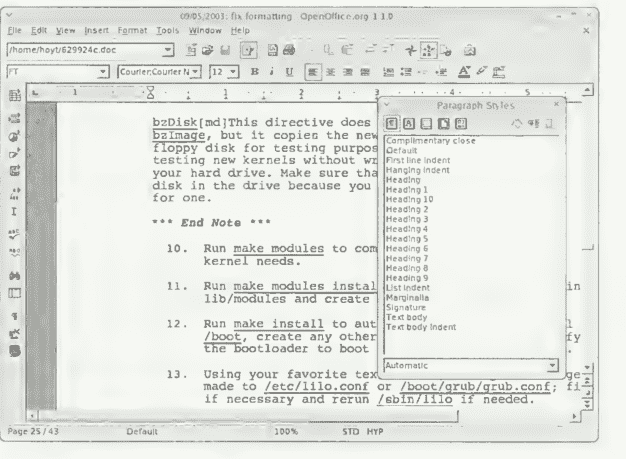 09/05/2003: fix formatting OpenOffice.org 1.1.0
File Edit View Insert Format Tools Window Help
/home/hoyt/629924c.doc
FT Courier;Courier N 12 B i U
1 1 2 3 4
bzDisk[md]This directive does
bzImage, but it copies the new
floppy disk for testing purpos
testing new kernels without wr
your hard drive. Make sure tha
disk in the drive because you
for one.
*** End Note ***
10. Run make modules to com
kernel needs.
11. Run make modules instal in
lib/modules and create
12. Run make install to aut l
/boot, create any other fy
the bootloader to boot .
13. Using your favorite tex ge
made to /etc/lilo.conf or /boot/grub/grub.conf; fi
if necessary and rerun /sbin/lilo if needed.
Paragraph Styles
Complimentary close
Default
First line indent
Hanging indent
Heading
Heading 1
Heading 10
Heading 2
Heading 3
Heading 4
Heading 5
Heading 6
Heading 7
Heading 8
Heading 9
List Indent
Marginalia
Signature
Text body
Text body indent
Automatic
Page 25 / 43 Default 100% STD HYP